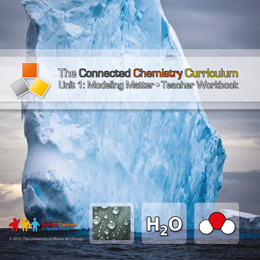 The Connected Chemistry Curriculum
Unit 1: Modeling Matter • Teacher Workbook
H₂O
© 2012, The University of Illinois at Chicago